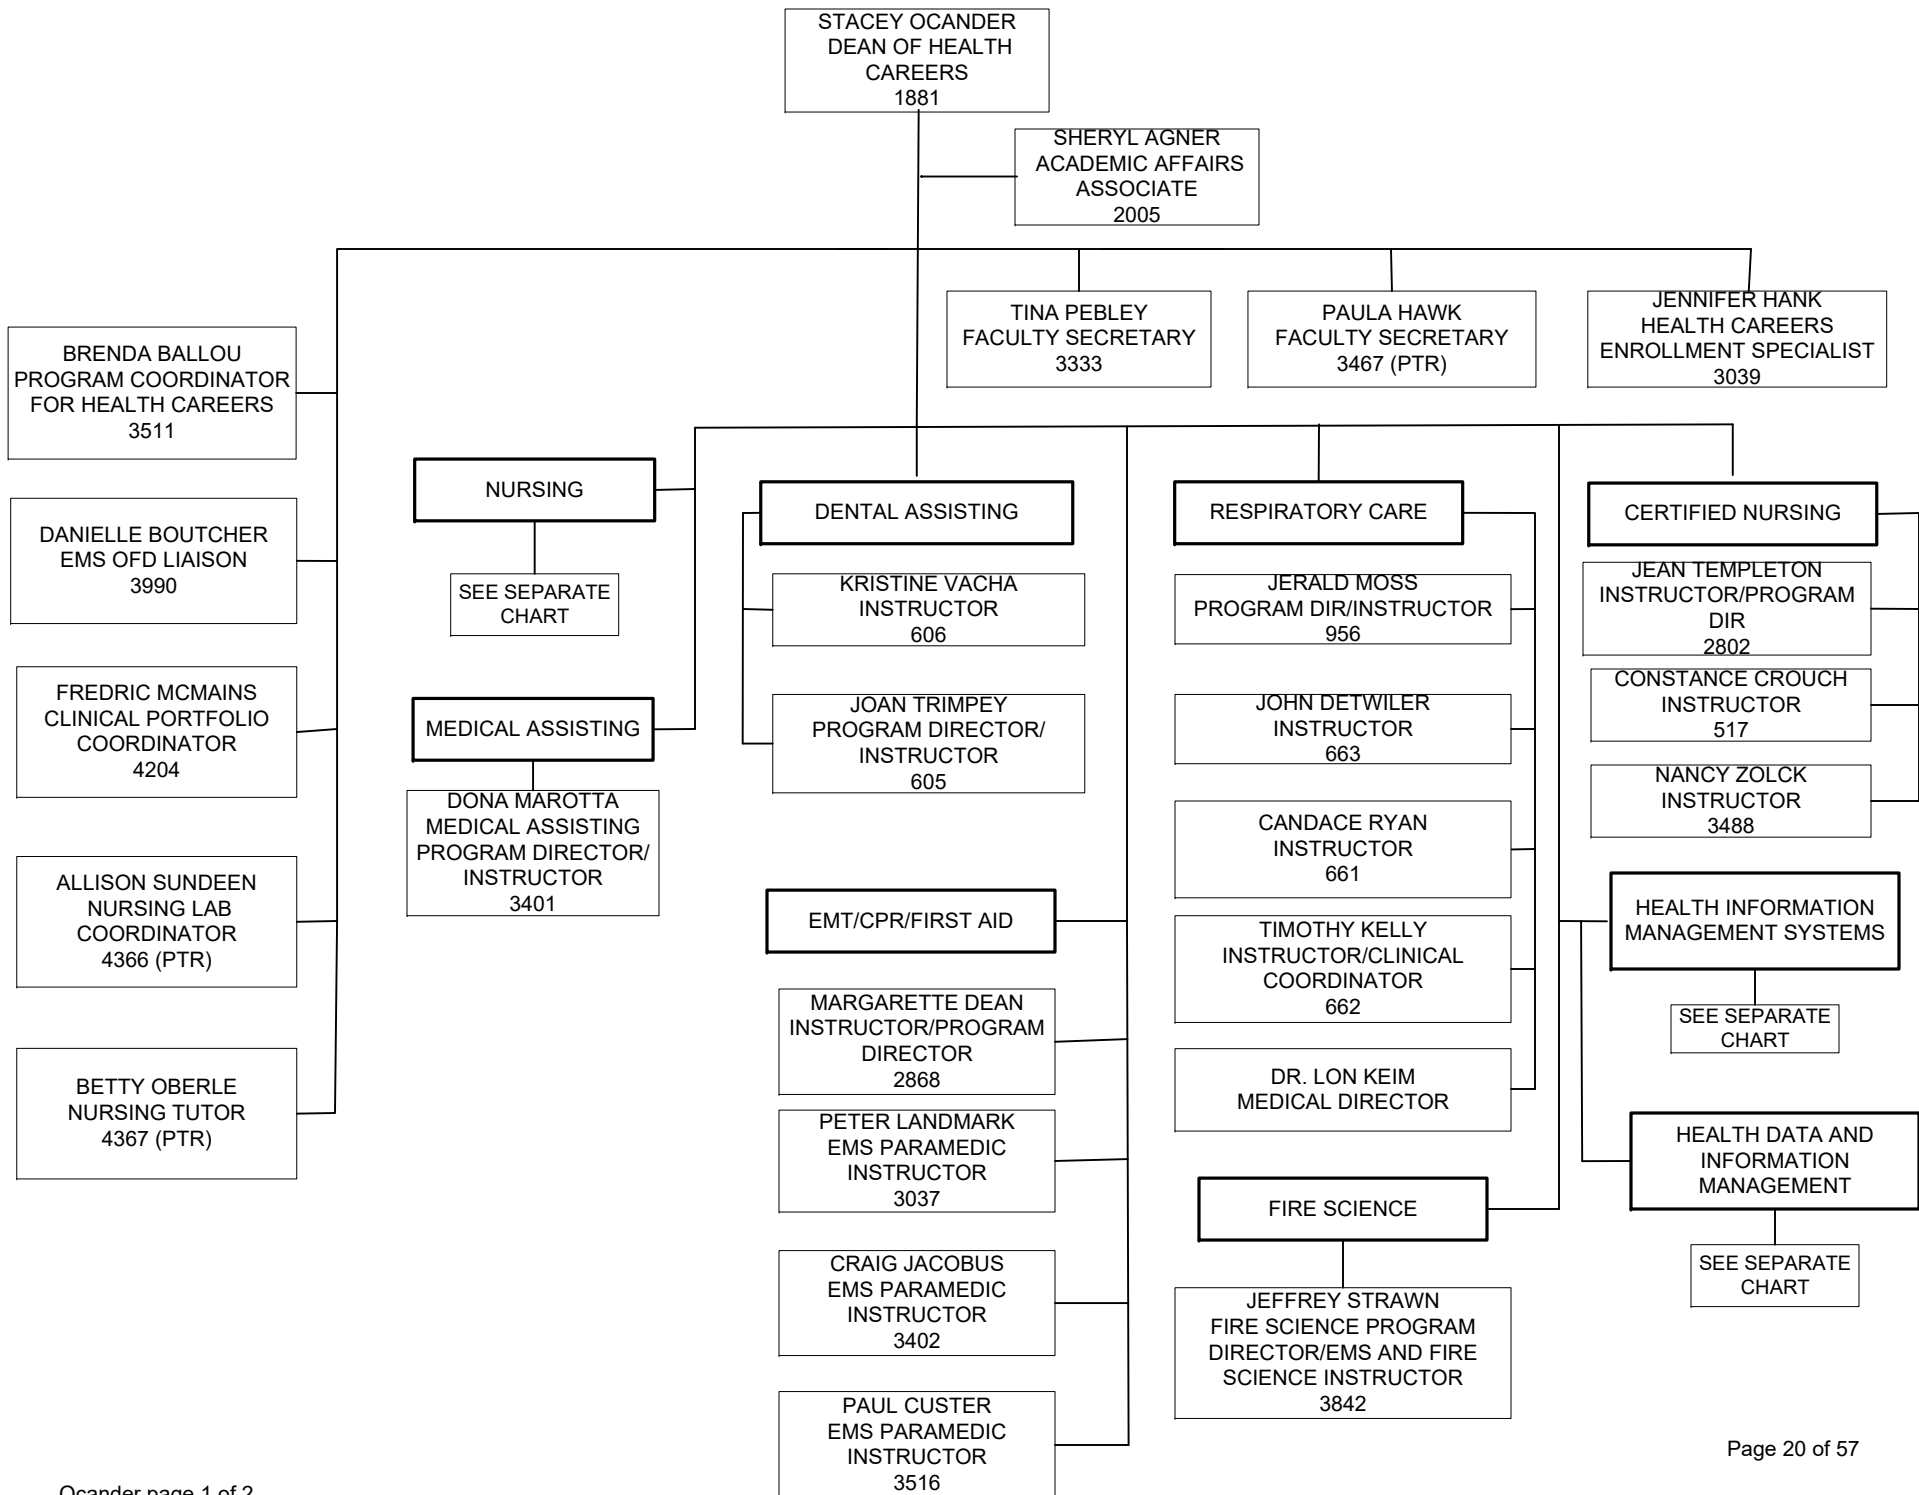 STACEY OCANDER
DEAN OF HEALTH
CAREERS
1881
SHERYL AGNER
ACADEMIC AFFAIRS
ASSOCIATE
2005
TINA PEBLEY
FACULTY SECRETARY
3333
PAULA HAWK
FACULTY SECRETARY
3467 (PTR)
JENNIFER HANK
HEALTH CAREERS
ENROLLMENT SPECIALIST
3039
BRENDA BALLOU
PROGRAM COORDINATOR
FOR HEALTH CAREERS
3511
DANIELLE BOUTCHER
EMS OFD LIAISON
3990
FREDRIC MCMAINS
CLINICAL PORTFOLIO
COORDINATOR
4204
ALLISON SUNDEEN
NURSING LAB
COORDINATOR
4366 (PTR)
BETTY OBERLE
NURSING TUTOR
4367 (PTR)
NURSING
SEE SEPARATE
CHART
MEDICAL ASSISTING
DONA MAROTTA
MEDICAL ASSISTING
PROGRAM DIRECTOR/
INSTRUCTOR
3401
DENTAL ASSISTING
KRISTINE VACHA
INSTRUCTOR
606
JOAN TRIMPEY
PROGRAM DIRECTOR/
INSTRUCTOR
605
EMT/CPR/FIRST AID
MARGARETTE DEAN
INSTRUCTOR/PROGRAM
DIRECTOR
2868
PETER LANDMARK
EMS PARAMEDIC
INSTRUCTOR
3037
CRAIG JACOBUS
EMS PARAMEDIC
INSTRUCTOR
3402
PAUL CUSTER
EMS PARAMEDIC
INSTRUCTOR
3516
RESPIRATORY CARE
JERALD MOSS
PROGRAM DIR/INSTRUCTOR
956
JOHN DETWILER
INSTRUCTOR
663
CANDACE RYAN
INSTRUCTOR
661
TIMOTHY KELLY
INSTRUCTOR/CLINICAL
COORDINATOR
662
DR. LON KEIM
MEDICAL DIRECTOR
FIRE SCIENCE
JEFFREY STRAWN
FIRE SCIENCE PROGRAM
DIRECTOR/EMS AND FIRE
SCIENCE INSTRUCTOR
3842
CERTIFIED NURSING
JEAN TEMPLETON
INSTRUCTOR/PROGRAM
DIR
2802
CONSTANCE CROUCH
INSTRUCTOR
517
NANCY ZOLCK
INSTRUCTOR
3488
HEALTH INFORMATION
MANAGEMENT SYSTEMS
SEE SEPARATE
CHART
HEALTH DATA AND
INFORMATION
MANAGEMENT
SEE SEPARATE
CHART
Page 20 of 57
Ocander page 1 of 2